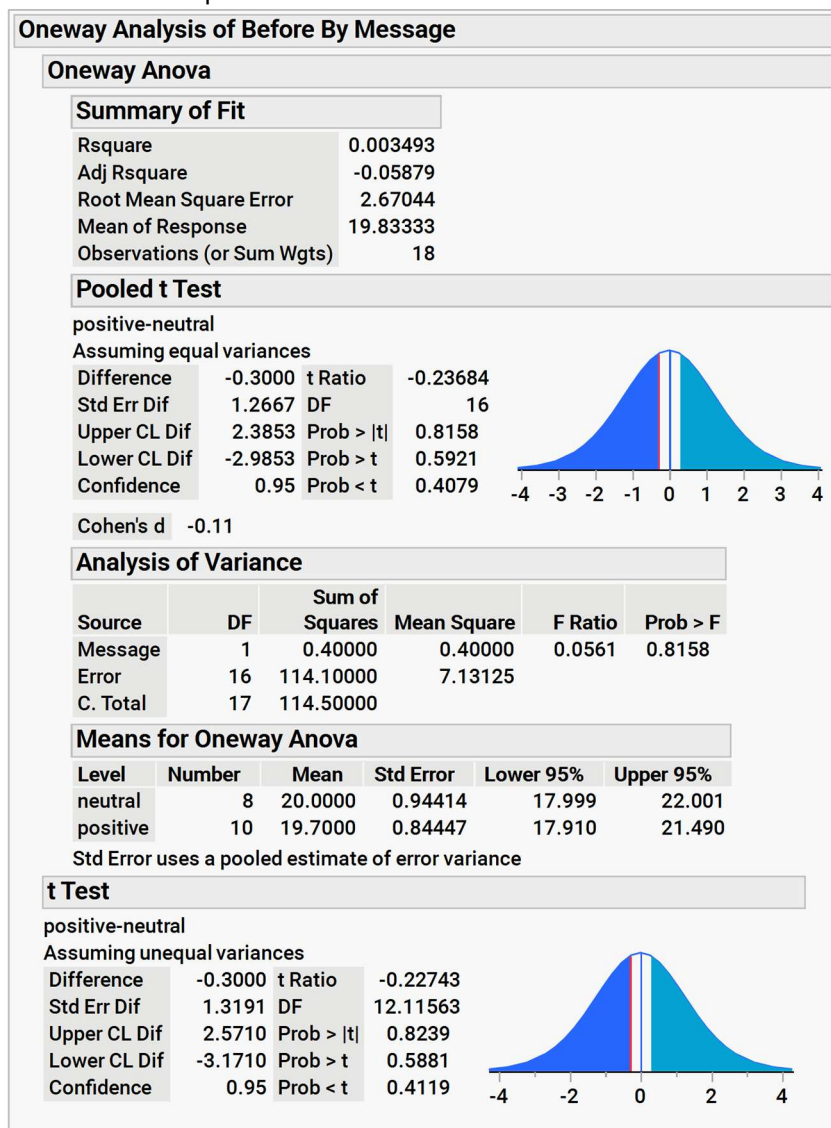 Oneway Analysis of Before By Message
Oneway Anova
Summary of Fit
Rsquare 0.003493
Adj Rsquare -0.05879
Root Mean Square Error 2.67044
Mean of Response 19.83333
Observations (or Sum Wgts) 18
Pooled t Test
positive-neutral
Assuming equal variances
Difference -0.3000 t Ratio -0.23684
Std Err Dif 1.2667 DF 16
Upper CL Dif 2.3853 Prob > |t| 0.8158
Lower CL Dif -2.9853 Prob > t 0.5921
Confidence 0.95 Prob < t 0.4079
-4 -3 -2 -1 0 1 2 3 4
Cohen's d -0.11
Analysis of Variance
Sum of
Source DF Squares Mean Square F Ratio Prob > F
Message 1 0.40000 0.40000 0.0561 0.8158
Error 16 114.10000 7.13125
C. Total 17 114.50000
Means for Oneway Anova
Level Number Mean Std Error Lower 95% Upper 95%
neutral 8 20.0000 0.94414 17.999 22.001
positive 10 19.7000 0.84447 17.910 21.490
Std Error uses a pooled estimate of error variance
t Test
positive-neutral
Assuming unequal variances
Difference -0.3000 t Ratio -0.22743
Std Err Dif 1.3191 DF 12.11563
Upper CL Dif 2.5710 Prob > |t| 0.8239
Lower CL Dif -3.1710 Prob > t 0.5881
Confidence 0.95 Prob < t 0.4119
-4 -2 0 2 4